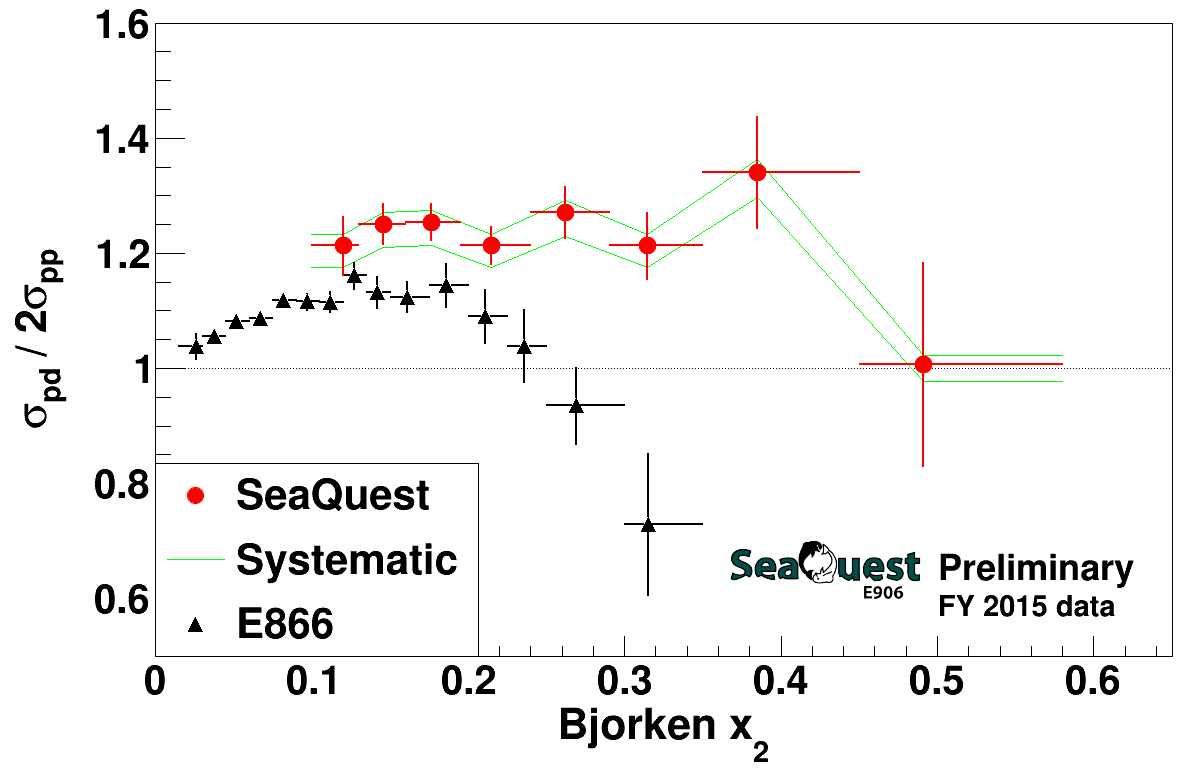 1.6
1.4
1.2
1
0.8
0.6
σpd / 2σpp
SeaQuest
Systematic
E866
SeaQuest
E906
Preliminary
FY 2015 data
0 0.1 0.2 0.3 0.4 0.5 0.6
Bjorken x2